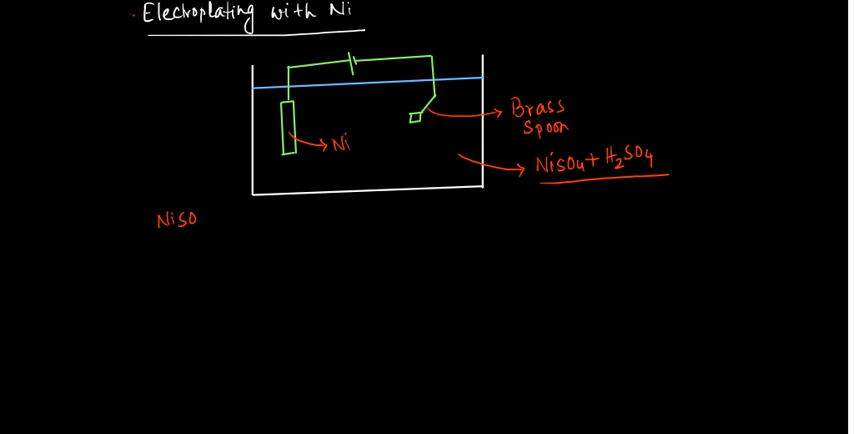 Electroplating with Ni
Brass
Spoon
Ni
NiSO4 + H2SO4
NiSO